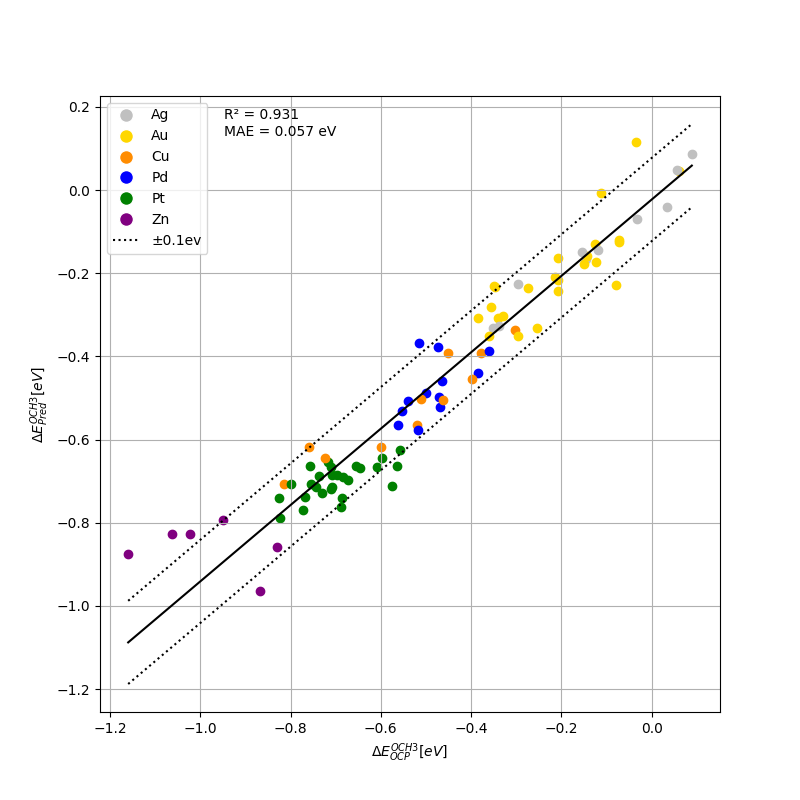 Ag
Au
Cu
Pd
Pt
Zn
±0.1ev
R² = 0.931
MAE = 0.057 eV
0.2
0.0
−0.2
−0.4
−0.6
−0.8
−1.0
−1.2
ΔE^{OCH3}_{Pred}[eV]
−1.2 −1.0 −0.8 −0.6 −0.4 −0.2 0.0
ΔE^{OCH3}_{OCP}[eV]